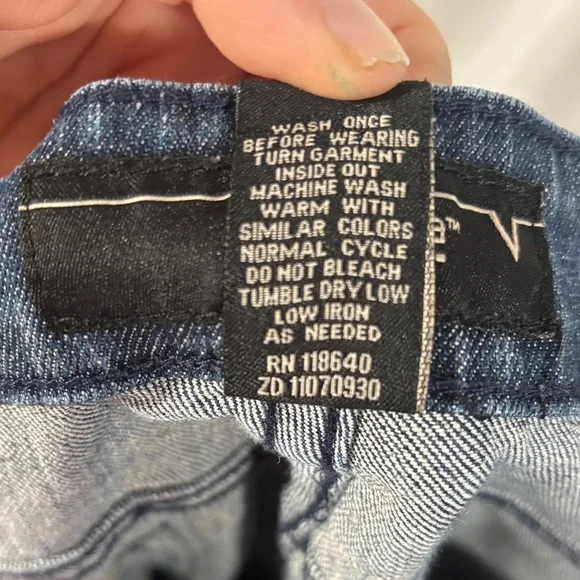 WASH ONCE
BEFORE WEARING
TURN GARMENT
INSIDE OUT
MACHINE WASH
WARM WITH
SIMILAR COLORS
NORMAL CYCLE
DO NOT BLEACH
TUMBLE DRY LOW
LOW IRON
AS NEEDED
RN 118640
ZD 11070930